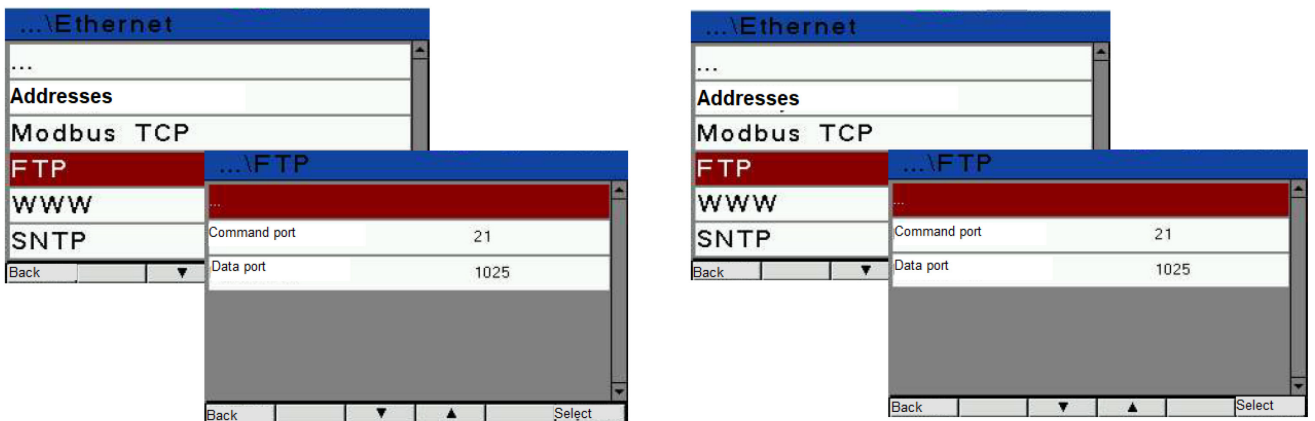 ...\Ethernet
...
Addresses
Modbus TCP
FTP
WWW
SNTP
Back ▼
...\FTP
...
Command port 21
Data port 1025
Back ▼ ▲ Select
...\Ethernet
...
Addresses
Modbus TCP
FTP
WWW
SNTP
Back ▼
...\FTP
...
Command port 21
Data port 1025
Back ▼ ▲ Select